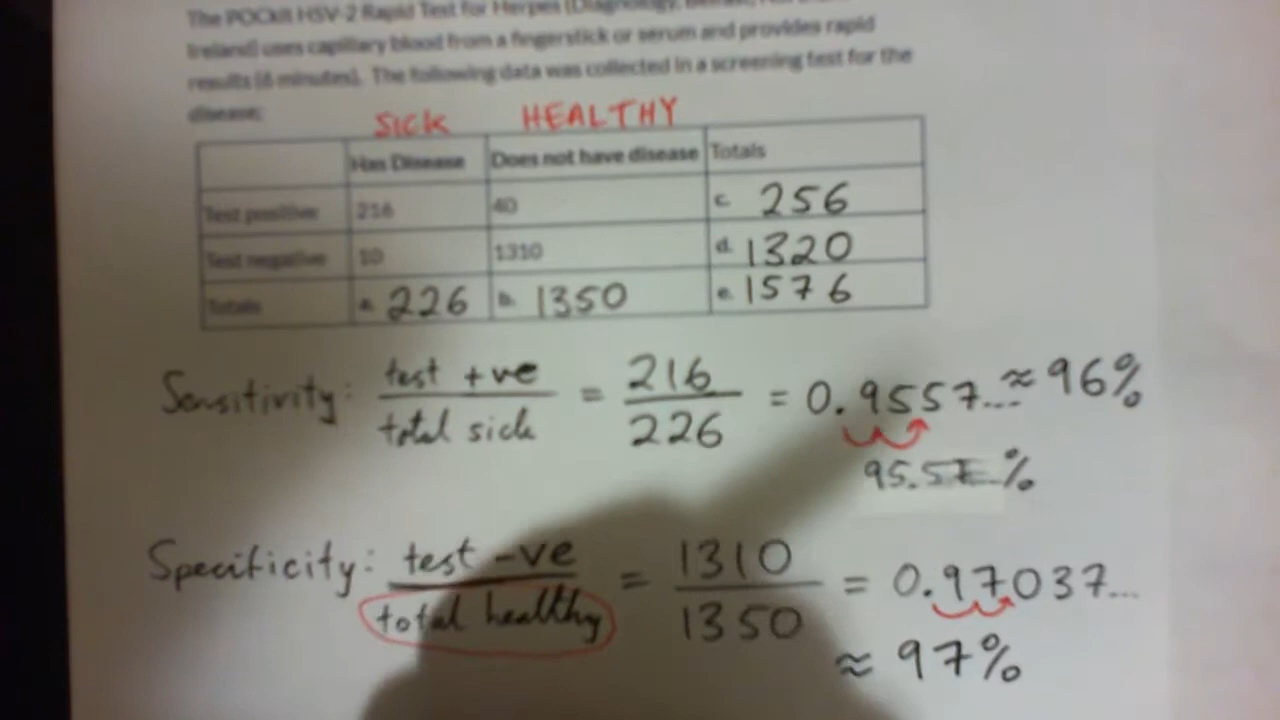 The POCkit HSV-2 Rapid Test for Herpes (Diagnology, Belfast,
Ireland) uses capillary blood from a fingerstick or serum and provides rapid
results (6 minutes). The following data was collected in a screening test for the
disease:
SICK HEALTHY
Has Disease Does not have disease Totals
Test positive 216 40 c. 256
Test negative 10 1310 d. 1320
Totals a. 226 b. 1350 e. 1576
Sensitivity: test +ve / total sick = 216 / 226 = 0.9557... ≈ 96%
95.57..%
Specificity: test -ve / total healthy = 1310 / 1350 = 0.97037...
≈ 97%